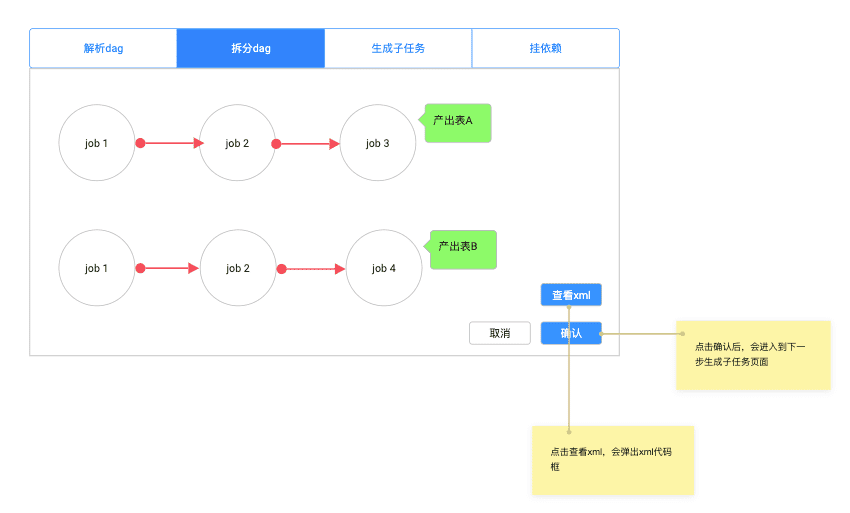 解析dag
拆分dag
生成子任务
挂依赖
job 1
job 2
job 3
产出表A
job 1
job 2
job 4
产出表B
查看xml
取消
确认
点击确认后，会进入到下一
步生成子任务页面
点击查看xml，会弹出xml代码
框